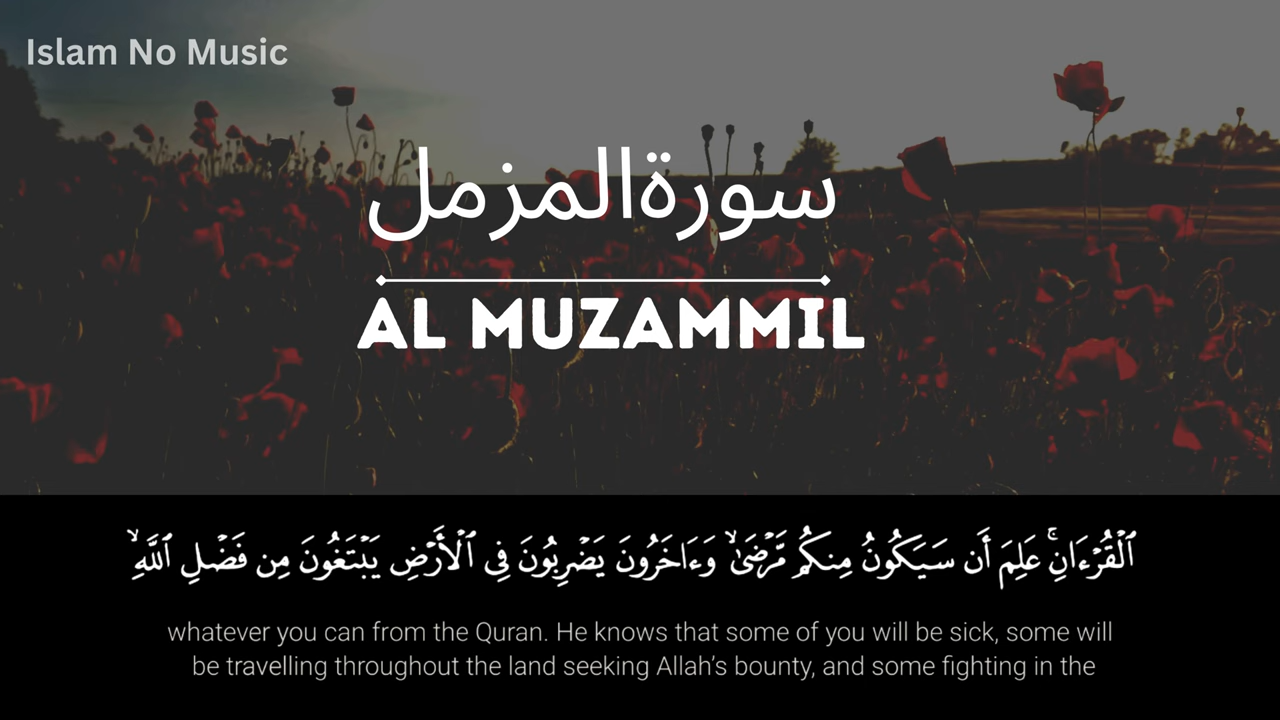 Islam No Music
سورةالمزمل
AL MUZAMMIL
ٱلْقُرْءَانِۚ عَلِمَ أَن سَيَكُونُ مِنكُم مَّرْضَىٰۙ وَءَاخَرُونَ يَضْرِبُونَ فِى ٱلْأَرْضِ يَبْتَغُونَ مِن فَضْلِ ٱللَّهِۙ
whatever you can from the Quran. He knows that some of you will be sick, some will
be travelling throughout the land seeking Allah’s bounty, and some fighting in the